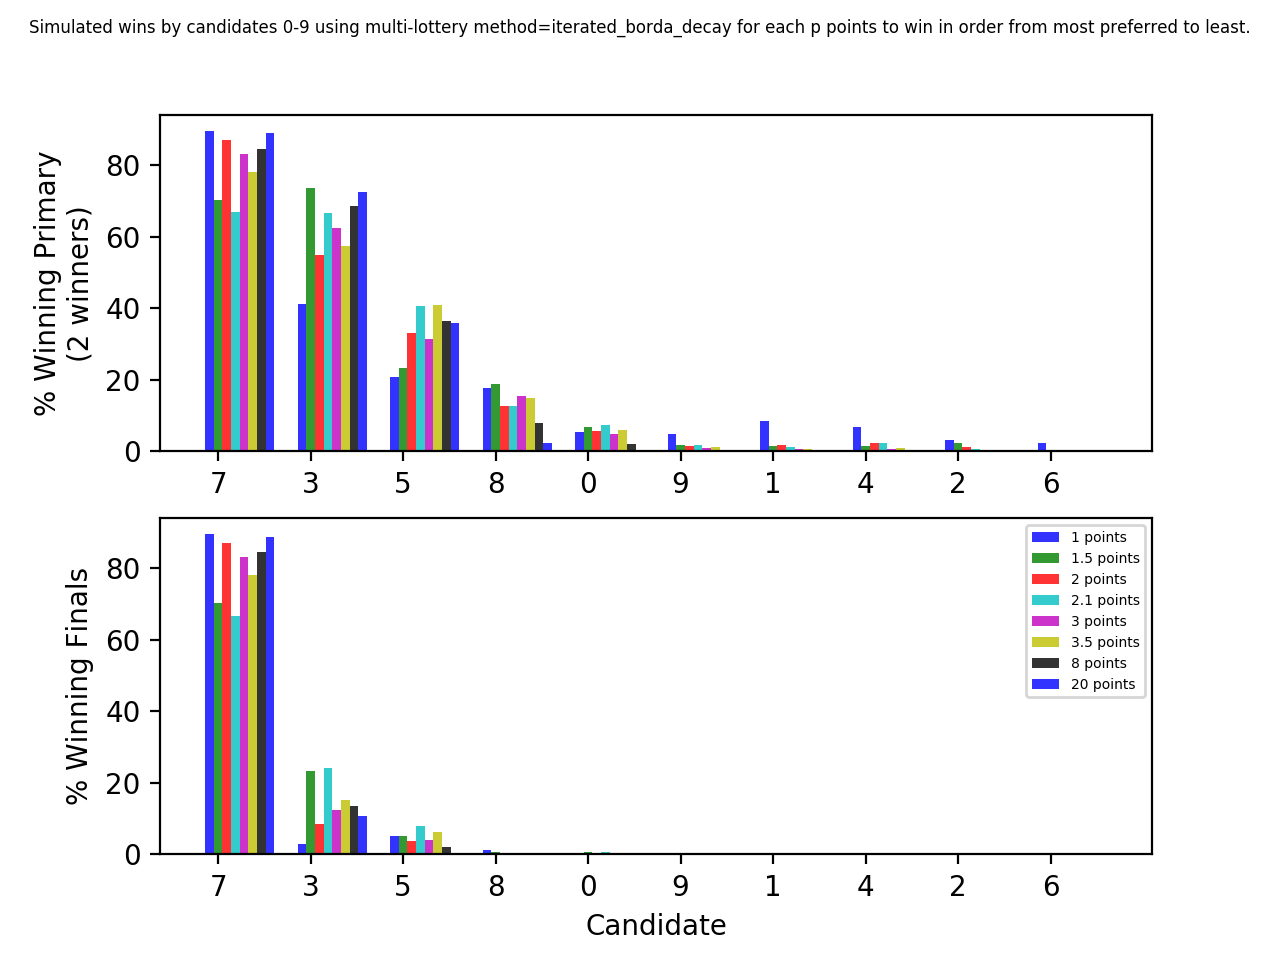 Simulated wins by candidates 0-9 using multi-lottery method=iterated_borda_decay for each p points to win in order from most preferred to least.
% Winning Primary
(2 winners)
80
60
40
20
0
7 3 5 8 0 9 1 4 2 6
% Winning Finals
80
60
40
20
0
1 points
1.5 points
2 points
2.1 points
3 points
3.5 points
8 points
20 points
7 3 5 8 0 9 1 4 2 6
Candidate